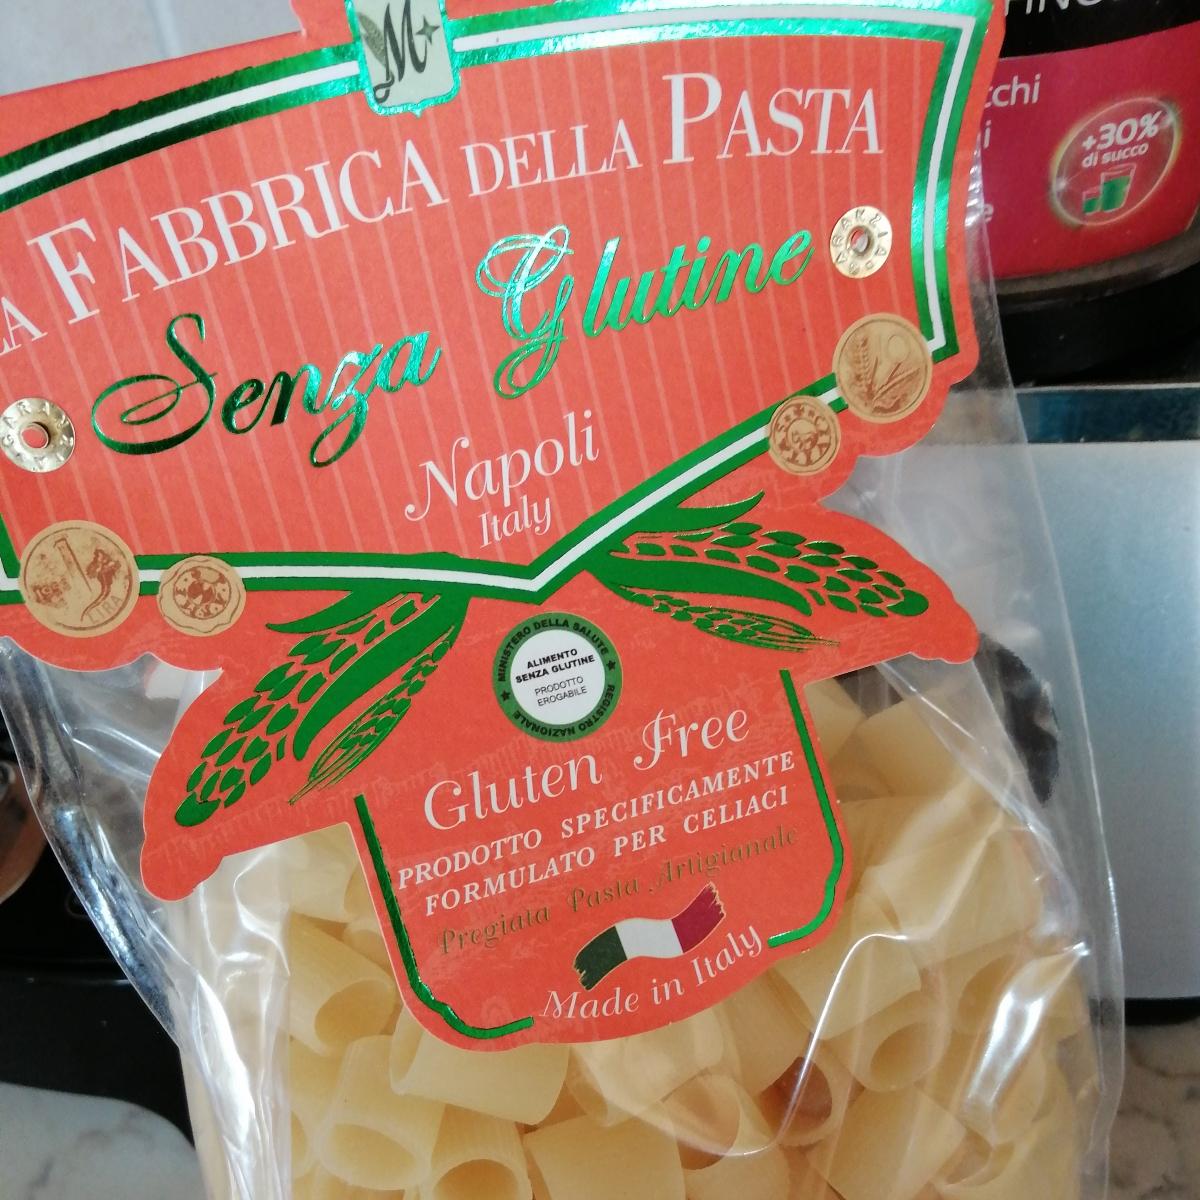 M
LA FABBRICA DELLA PASTA
Senza Glutine
Napoli
Italy
MINISTERO DELLA SALUTE
ALIMENTO
SENZA GLUTINE
PRODOTTO
EROGABILE
REGISTRO NAZIONALE
Gluten Free
PRODOTTO SPECIFICAMENTE
FORMULATO PER CELIACI
Pregiata Pasta Artigianale
Made in Italy
LIRA
+30%
di succo